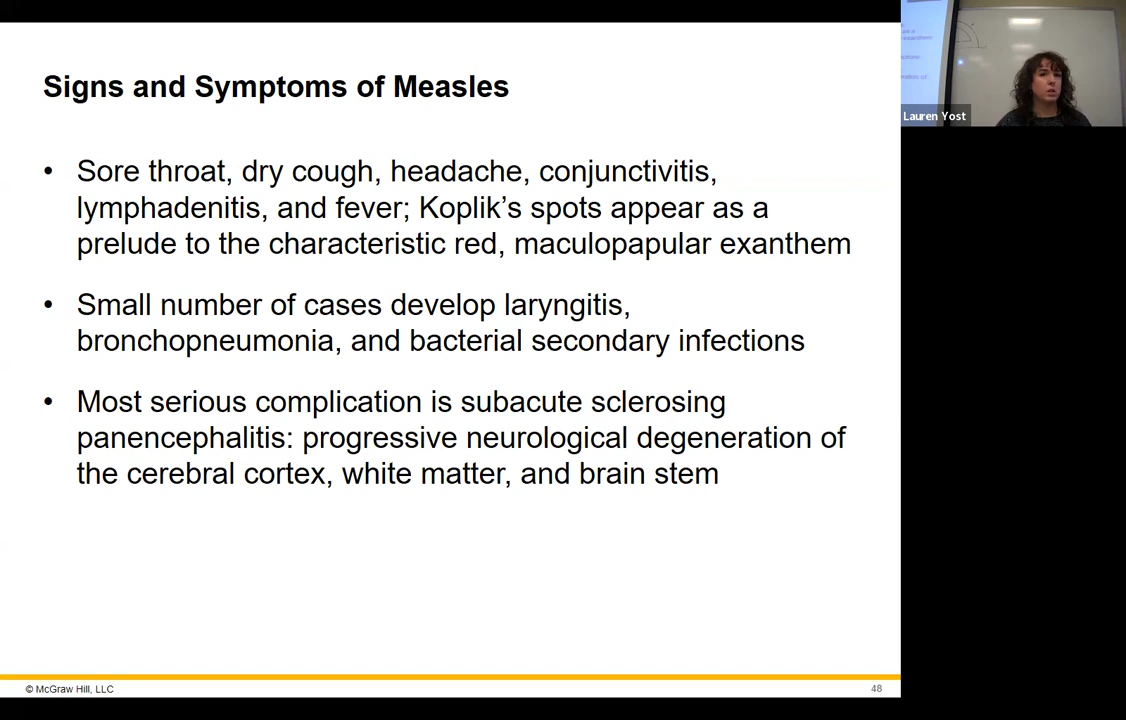 Signs and Symptoms of Measles
• Sore throat, dry cough, headache, conjunctivitis,
lymphadenitis, and fever; Koplik’s spots appear as a
prelude to the characteristic red, maculopapular exanthem
• Small number of cases develop laryngitis,
bronchopneumonia, and bacterial secondary infections
• Most serious complication is subacute sclerosing
panencephalitis: progressive neurological degeneration of
the cerebral cortex, white matter, and brain stem
© McGraw Hill, LLC
48
Lauren Yost